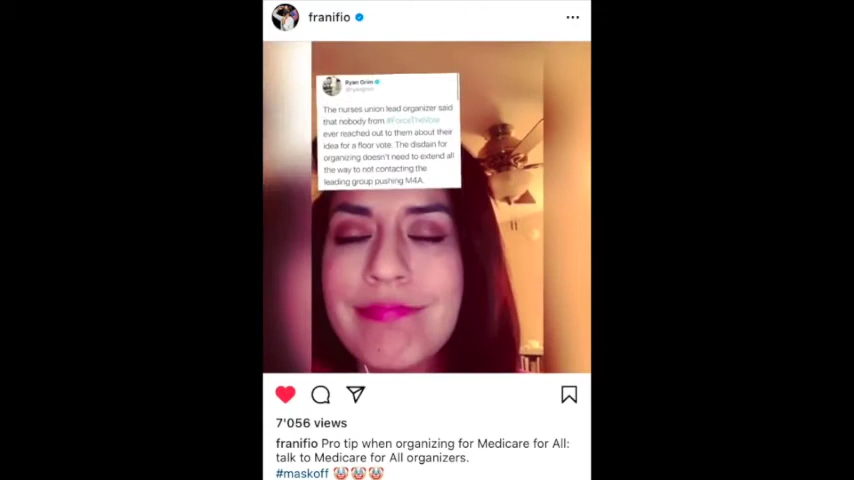 franifio
Ryan Grim
@ryangrim
The nurses union lead organizer said
that nobody from #ForceTheVote
ever reached out to them about their
idea for a floor vote. The disdain for
organizing doesn't need to extend all
the way to not contacting the
leading group pushing M4A.
7'056 views
franifio Pro tip when organizing for Medicare for All:
talk to Medicare for All organizers.
#maskoff 🤡🤡🤡